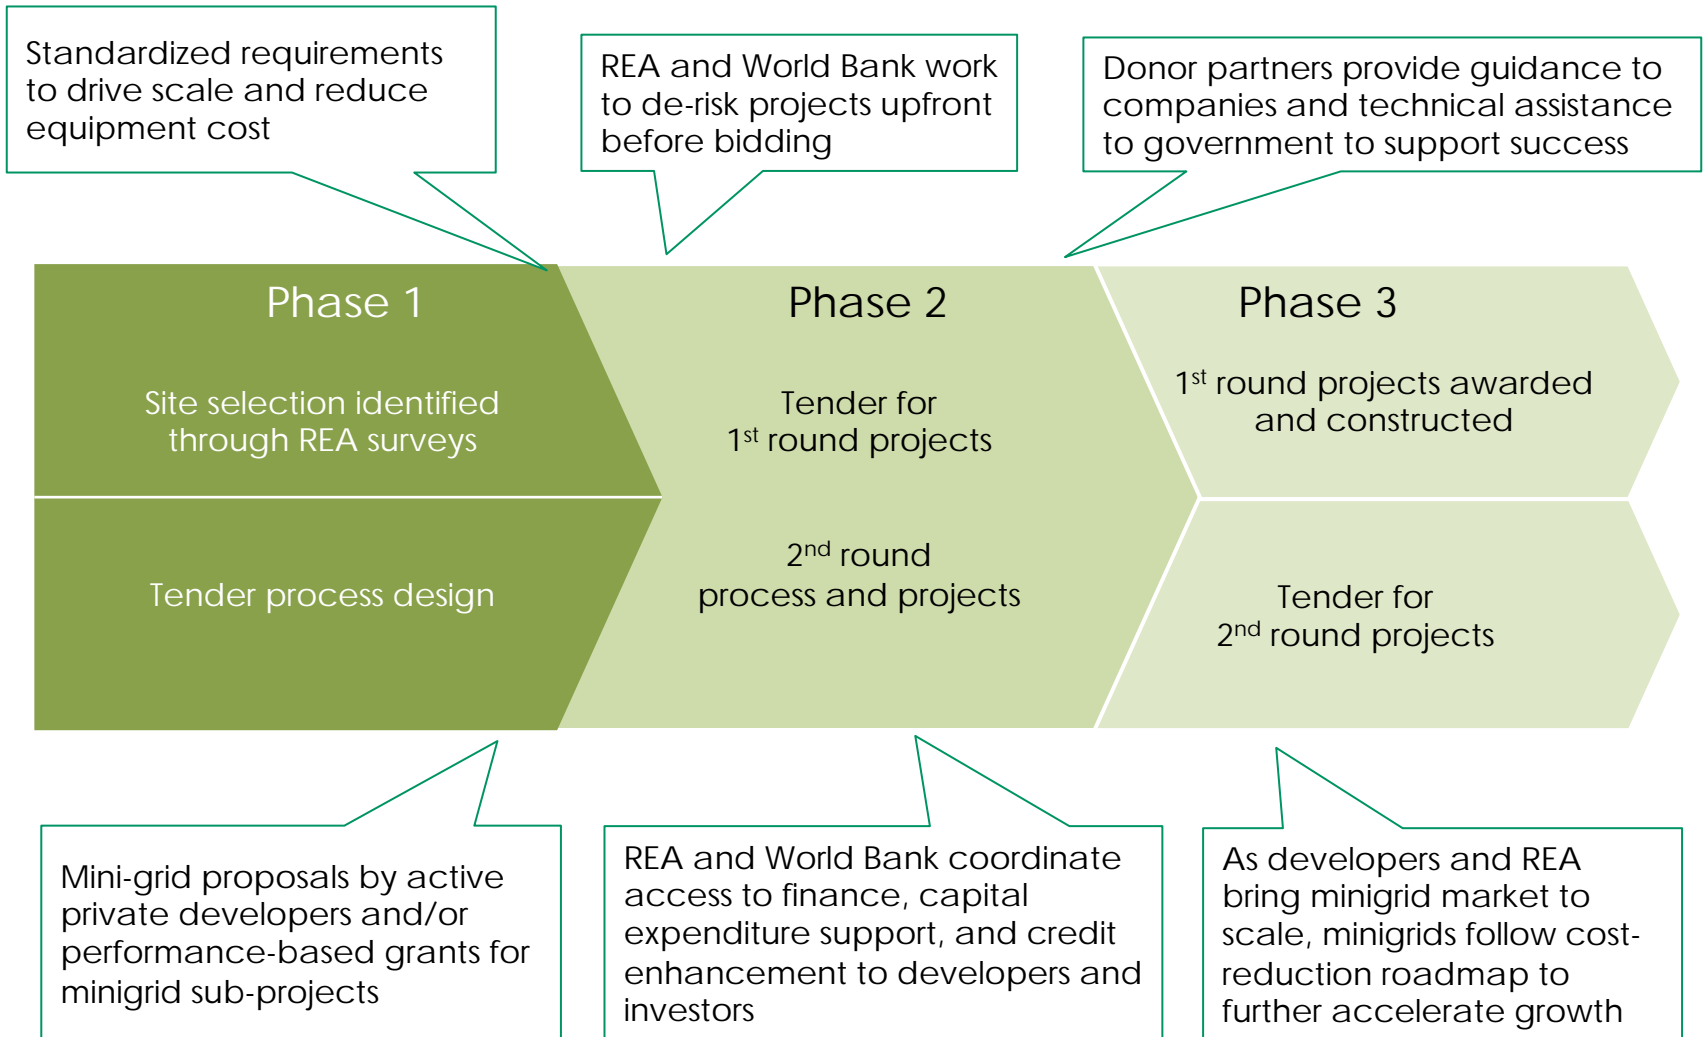 Standardized requirements
to drive scale and reduce
equipment cost
REA and World Bank work
to de-risk projects upfront
before bidding
Donor partners provide guidance to
companies and technical assistance
to government to support success
Phase 1
Site selection identified
through REA surveys
Tender process design
Phase 2
Tender for
1st round projects
2nd round
process and projects
Phase 3
1st round projects awarded
and constructed
Tender for
2nd round projects
Mini-grid proposals by active
private developers and/or
performance-based grants for
minigrid sub-projects
REA and World Bank coordinate
access to finance, capital
expenditure support, and credit
enhancement to developers and
investors
As developers and REA
bring minigrid market to
scale, minigrids follow cost-
reduction roadmap to
further accelerate growth